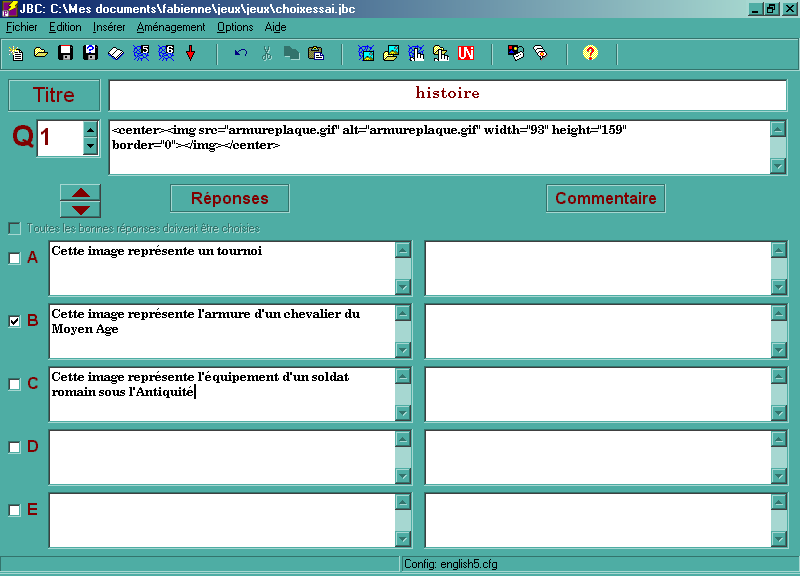 JBC: C:\Mes documents\fabienne\jeux\jeux\choixessai.jbc
Fichier Edition Insérer Aménagement Options Aide
5 6 UN ?
Titre
histoire
Q 1
<center><img src="armureplaque.gif" alt="armureplaque.gif" width="93" height="159"
border="0"></img></center>
Réponses Commentaire
Toutes les bonnes réponses doivent être choisies
A Cette image représente un tournoi
B Cette image représente l'armure d'un chevalier du
Moyen Age
C Cette image représente l'équipement d'un soldat
romain sous l'Antiquité
D
E
Config: english5.cfg